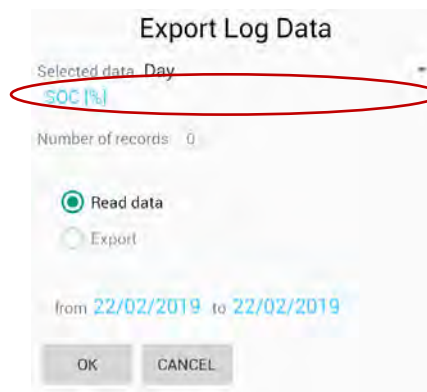 Export Log Data
Selected data Day
SOC [%]
Number of records 0
Read data
Export
from 22/02/2019 to 22/02/2019
OK CANCEL